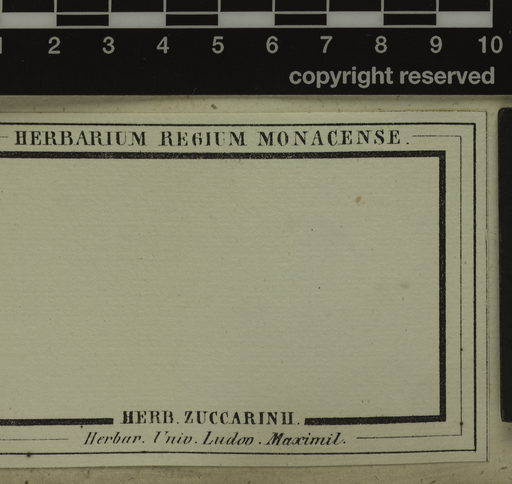 1 2 3 4 5 6 7 8 9 10
copyright reserved
HERBARIUM REGIUM MONACENSE.
HERB. ZUCCARINII.
Herbar. Univ. Ludov. Maximil.